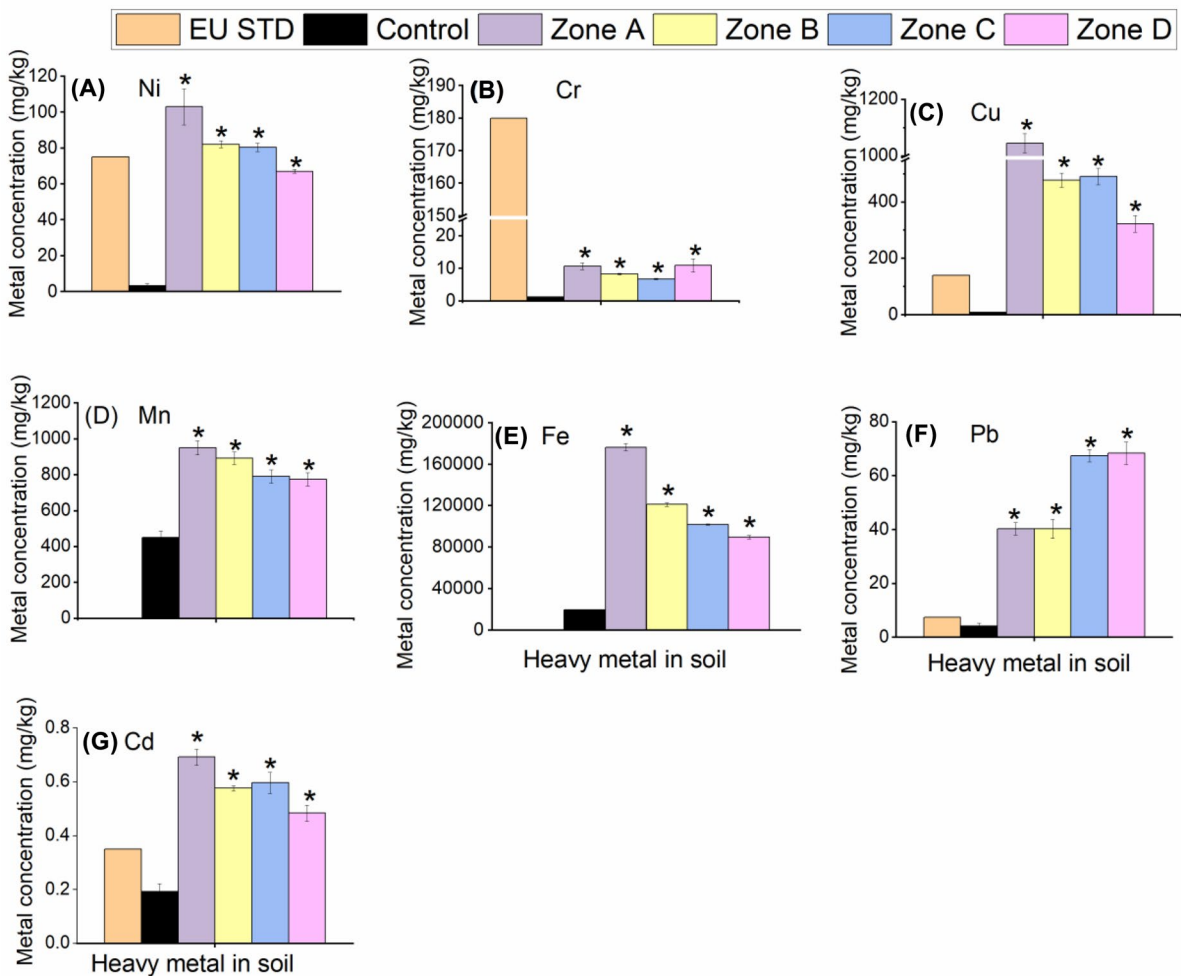 EU STD Control Zone A Zone B Zone C Zone D
(A) Ni
Metal concentration (mg/kg)
120
100
80
60
40
20
0
* * * *
(B) Cr
Metal concentration (mg/kg)
190
180
170
160
150
20
10
0
* * * *
(C) Cu
Metal concentration (mg/kg)
1200
1000
400
200
0
* * * *
(D) Mn
Metal concentration (mg/kg)
1200
1000
800
600
400
200
0
* * * *
(E) Fe
Metal concentration (mg/kg)
200000
160000
120000
80000
40000
0
* * * *
Heavy metal in soil
(F) Pb
Metal concentration (mg/kg)
80
60
40
20
0
* * * *
Heavy metal in soil
(G) Cd
Metal concentration (mg/kg)
0.8
0.6
0.4
0.2
0.0
* * * *
Heavy metal in soil